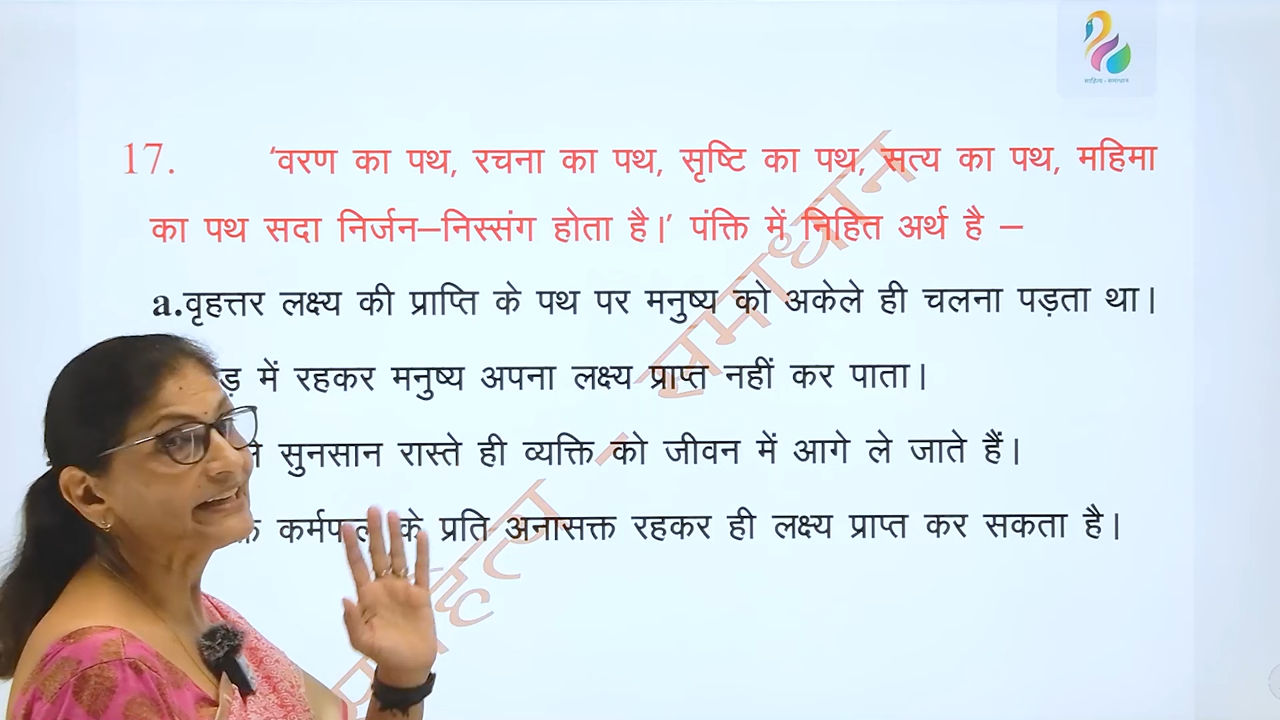 साहित्य - समाधान
17. 'वरण का पथ, रचना का पथ, सृष्टि का पथ, सत्य का पथ, महिमा
का पथ सदा निर्जन–निस्संग होता है।' पंक्ति में निहित अर्थ है –
a.वृहत्तर लक्ष्य की प्राप्ति के पथ पर मनुष्य को अकेले ही चलना पड़ता था।
में रहकर मनुष्य अपना लक्ष्य प्राप्त नहीं कर पाता।
सुनसान रास्ते ही व्यक्ति को जीवन में आगे ले जाते हैं।
के प्रति अनासक्त रहकर ही लक्ष्य प्राप्त कर सकता है।
साहित्य - समाधान